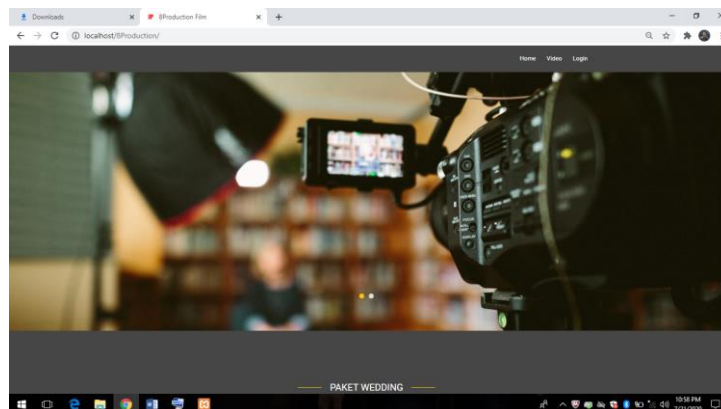 Downloads
8Production Film
localhost/8Production/
Home Video Login
PAKET WEDDING
10:58 PM